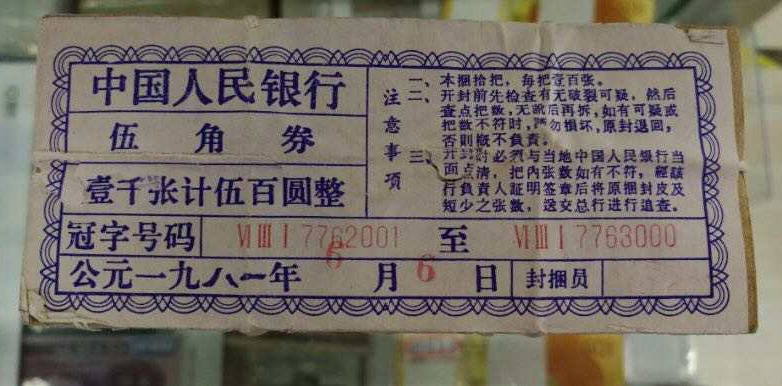 中国人民银行
伍角券
壹千张计伍百圆整
注意事项
一、本捆拾把，每把壹百张。
二、开封前先检查有无破裂可疑，然后
查点把数，无讹后再拆，如有可疑或
把数不符时，严勿损坏，原封退回，
否则概不负责。
三、开封时必须与当地中国人民银行当
面点清，把内张数如有不符，经该
行负责人证明签章后将原捆封皮及
短少之张数，送交总行进行追查。
冠字号码 VIIII I 7762001 至 VIIII I 7763000
公元一九八一年 6 月 6 日 封捆员